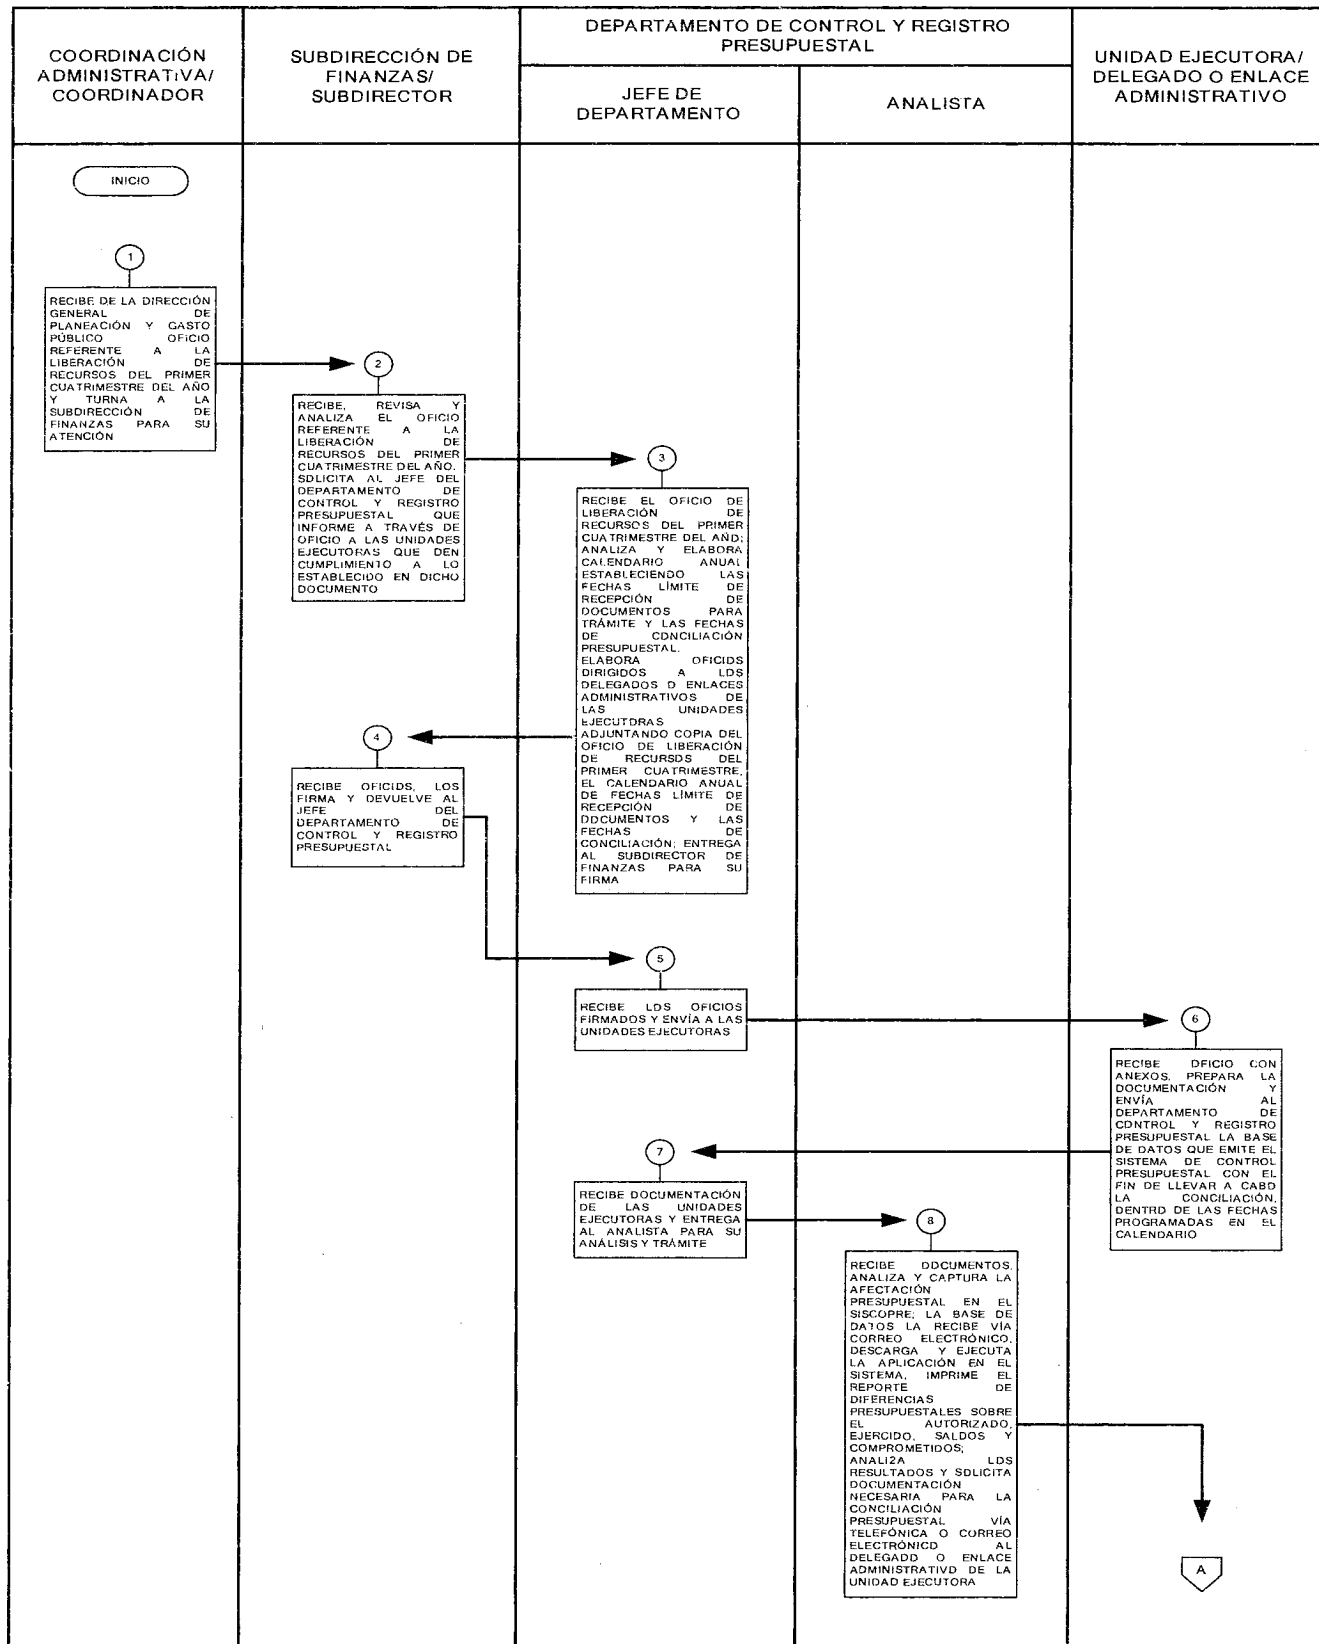 COORDINACIÓN
ADMINISTRATIVA/
COORDINADOR
SUBDIRECCIÓN DE
FINANZAS/
SUBDIRECTOR
DEPARTAMENTO DE CONTROL Y REGISTRO
PRESUPUESTAL
JEFE DE
DEPARTAMENTO
ANALISTA
UNIDAD EJECUTORA/
DELEGADO O ENLACE
ADMINISTRATIVO
INICIO
1
RECIBE DE LA DIRECCIÓN
GENERAL DE
PLANEACIÓN Y GASTO
PÚBLICO OFICIO
REFERENTE A LA
LIBERACIÓN DE
RECURSOS DEL PRIMER
CUATRIMESTRE DEL AÑO
Y TURNA A LA
SUBDIRECCIÓN DE
FINANZAS PARA SU
ATENCIÓN
2
RECIBE, REVISA Y
ANALIZA EL OFICIO
REFERENTE A LA
LIBERACIÓN DE
RECURSOS DEL PRIMER
CUATRIMESTRE DEL AÑO.
SOLICITA AL JEFE DEL
DEPARTAMENTO DE
CONTROL Y REGISTRO
PRESUPUESTAL QUE
INFORME A TRAVÉS DE
OFICIO A LAS UNIDADES
EJECUTORAS QUE DEN
CUMPLIMIENTO A LO
ESTABLECIDO EN DICHO
DOCUMENTO
3
RECIBE EL OFICIO DE
LIBERACIÓN DE
RECURSOS DEL PRIMER
CUATRIMESTRE DEL AÑO;
ANALIZA Y ELABORA
CALENDARIO ANUAL
ESTABLECIENDO LAS
FECHAS LÍMITE DE
RECEPCIÓN DE
DOCUMENTOS PARA
TRÁMITE Y LAS FECHAS
DE CONCILIACIÓN
PRESUPUESTAL.
ELABORA OFICIOS
DIRIGIDOS A LOS
DELEGADOS O ENLACES
ADMINISTRATIVOS DE
LAS UNIDADES
EJECUTORAS
ADJUNTANDO COPIA DEL
OFICIO DE LIBERACIÓN
DE RECURSOS DEL
PRIMER CUATRIMESTRE,
EL CALENDARIO ANUAL
DE FECHAS LÍMITE DE
RECEPCIÓN DE
DOCUMENTOS Y LAS
FECHAS DE
CONCILIACIÓN; ENTREGA
AL SUBDIRECTOR DE
FINANZAS PARA SU
FIRMA
4
RECIBE OFICIOS, LOS
FIRMA Y DEVUELVE AL
JEFE DEL
DEPARTAMENTO DE
CONTROL Y REGISTRO
PRESUPUESTAL
5
RECIBE LOS OFICIOS
FIRMADOS Y ENVÍA A LAS
UNIDADES EJECUTORAS
6
RECIBE OFICIO CON
ANEXOS, PREPARA LA
DOCUMENTACIÓN Y
ENVÍA AL
DEPARTAMENTO DE
CONTROL Y REGISTRO
PRESUPUESTAL LA BASE
DE DATOS QUE EMITE EL
SISTEMA DE CONTROL
PRESUPUESTAL CON EL
FIN DE LLEVAR A CABO
LA CONCILIACIÓN,
DENTRO DE LAS FECHAS
PROGRAMADAS EN EL
CALENDARIO
7
RECIBE DOCUMENTACIÓN
DE LAS UNIDADES
EJECUTORAS Y ENTREGA
AL ANALISTA PARA SU
ANÁLISIS Y TRÁMITE
8
RECIBE DOCUMENTOS,
ANALIZA Y CAPTURA LA
AFECTACIÓN
PRESUPUESTAL EN EL
SISCOPRE; LA BASE DE
DATOS LA RECIBE VÍA
CORREO ELECTRÓNICO,
DESCARGA Y EJECUTA
LA APLICACIÓN EN EL
SISTEMA, IMPRIME EL
REPORTE DE
DIFERENCIAS
PRESUPUESTALES SOBRE
EL AUTORIZADO,
EJERCIDO, SALDOS Y
COMPROMETIDOS;
ANALIZA LOS
RESULTADOS Y SOLICITA
DOCUMENTACIÓN
NECESARIA PARA LA
CONCILIACIÓN
PRESUPUESTAL VÍA
TELEFÓNICA O CORREO
ELECTRÓNICO AL
DELEGADO O ENLACE
ADMINISTRATIVO DE LA
UNIDAD EJECUTORA
A